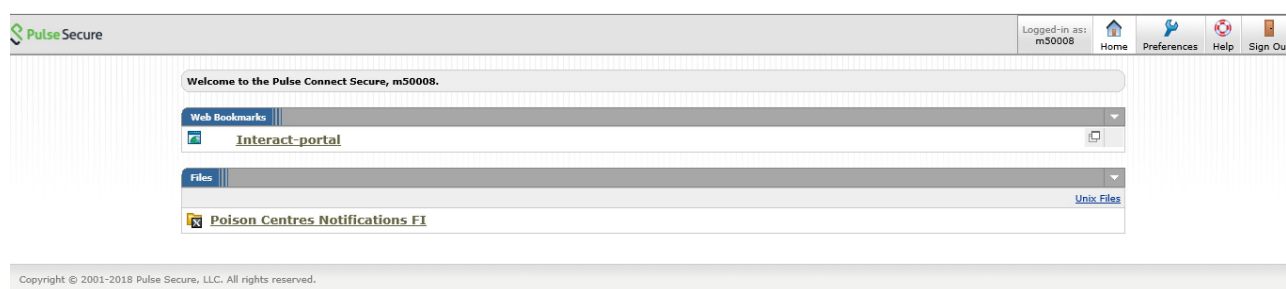 Pulse Secure
Logged-in as:
m50008
Home
Preferences
Help
Sign Ou
Welcome to the Pulse Connect Secure, m50008.
Web Bookmarks
Interact-portal
Files
Unix Files
Poison Centres Notifications FI
Copyright © 2001-2018 Pulse Secure, LLC. All rights reserved.